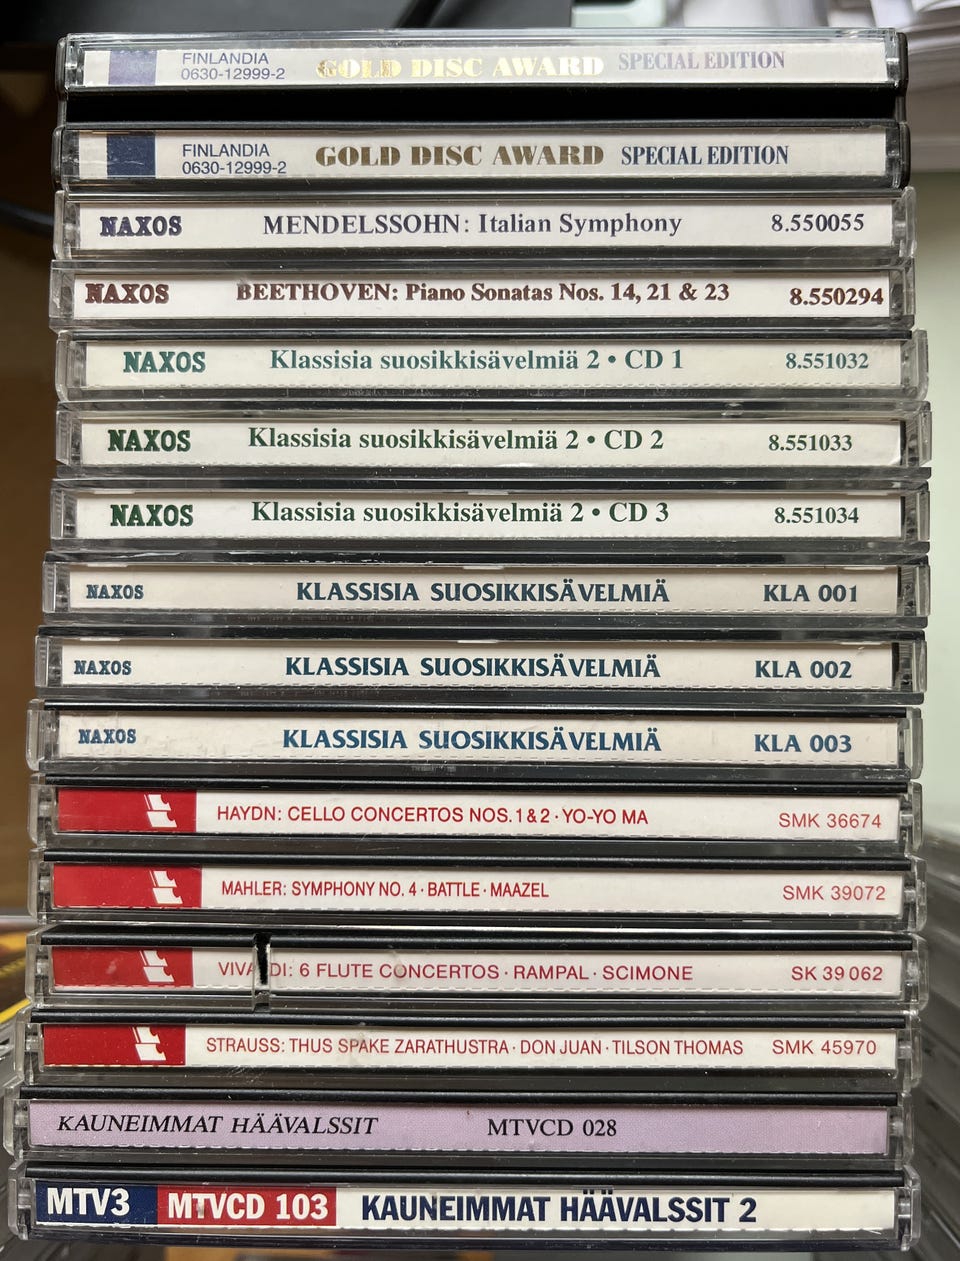 FINLANDIA
0630-12999-2 GOLD DISC AWARD SPECIAL EDITION
FINLANDIA
0630-12999-2 GOLD DISC AWARD SPECIAL EDITION
NAXOS MENDELSSOHN: Italian Symphony 8.550055
NAXOS BEETHOVEN: Piano Sonatas Nos. 14, 21 & 23 8.550294
NAXOS Klassisia suosikkisävelmiä 2 • CD 1 8.551032
NAXOS Klassisia suosikkisävelmiä 2 • CD 2 8.551033
NAXOS Klassisia suosikkisävelmiä 2 • CD 3 8.551034
NAXOS KLASSISIA SUOSIKKISÄVELMIÄ KLA 001
NAXOS KLASSISIA SUOSIKKISÄVELMIÄ KLA 002
NAXOS KLASSISIA SUOSIKKISÄVELMIÄ KLA 003
HAYDN: CELLO CONCERTOS NOS. 1 & 2 · YO-YO MA SMK 36674
MAHLER: SYMPHONY NO. 4 · BATTLE · MAAZEL SMK 39072
VIVALDI: 6 FLUTE CONCERTOS · RAMPAL · SCIMONE SK 39 062
STRAUSS: THUS SPAKE ZARATHUSTRA · DON JUAN · TILSON THOMAS SMK 45970
KAUNEIMMAT HÄÄVALSSIT MTVCD 028
MTV3 MTVCD 103 KAUNEIMMAT HÄÄVALSSIT 2